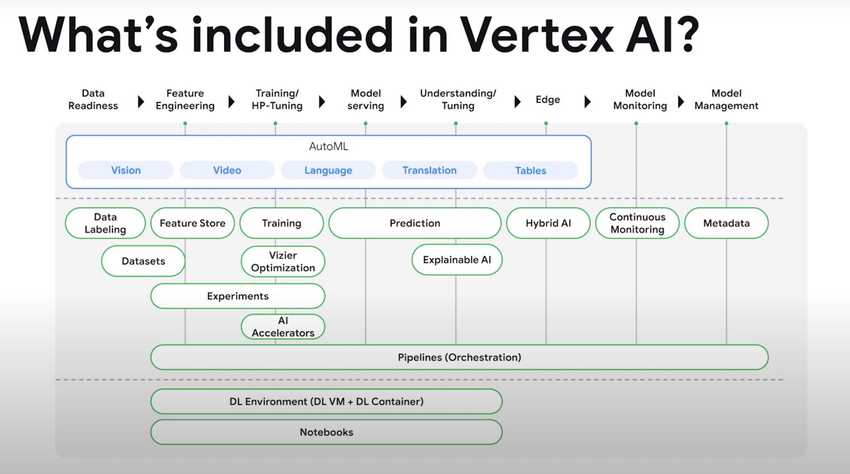 What's included in Vertex AI?
Data
Readiness
Feature
Engineering
Training/
HP-Tuning
Model
serving
Understanding/
Tuning
Edge
Model
Monitoring
Model
Management
AutoML
Vision
Video
Language
Translation
Tables
Data
Labeling
Feature Store
Training
Prediction
Hybrid AI
Continuous
Monitoring
Metadata
Datasets
Vizier
Optimization
Explainable AI
Experiments
AI
Accelerators
Pipelines (Orchestration)
DL Environment (DL VM + DL Container)
Notebooks